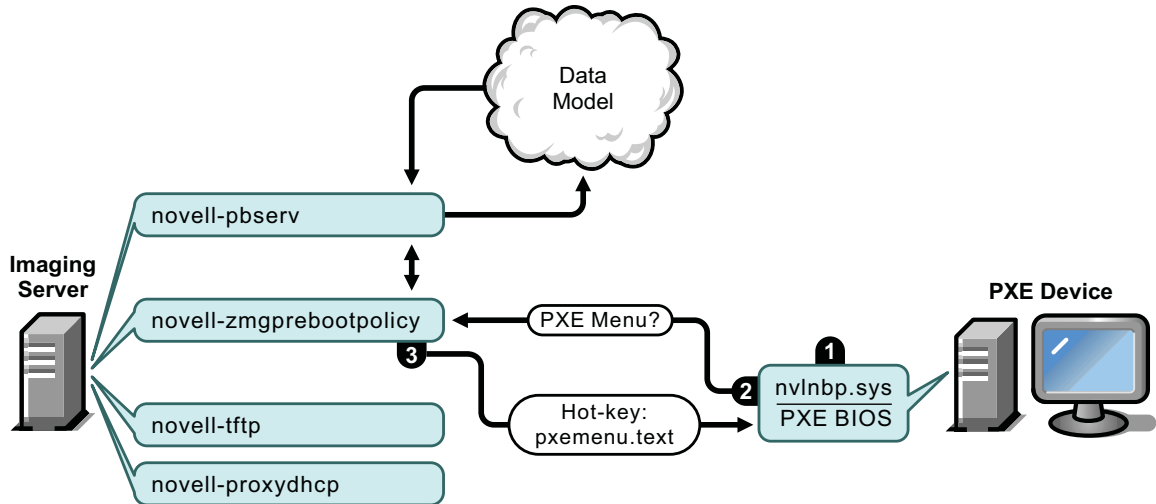 Data
Model
novell-pbserv
Imaging
Server
PXE Device
novell-zmgprebootpolicy
PXE Menu?
3
1
2
nvlnbp.sys
PXE BIOS
Hot-key:
pxemenu.text
novell-tftp
novell-proxydhcp